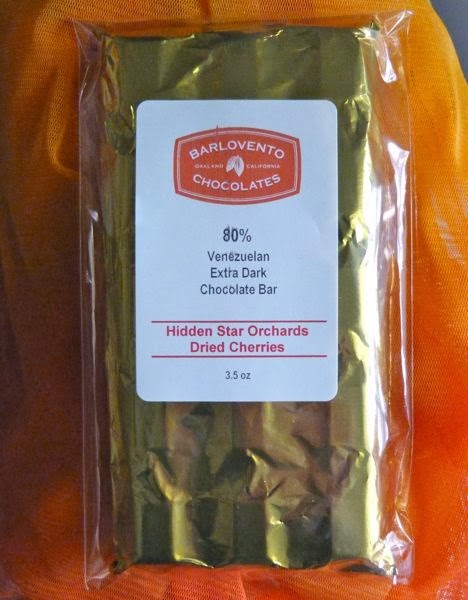 BARLOVENTO
OAKLAND CALIFORNIA
CHOCOLATES
80%
Venezuelan
Extra Dark
Chocolate Bar
Hidden Star Orchards
Dried Cherries
3.5 oz